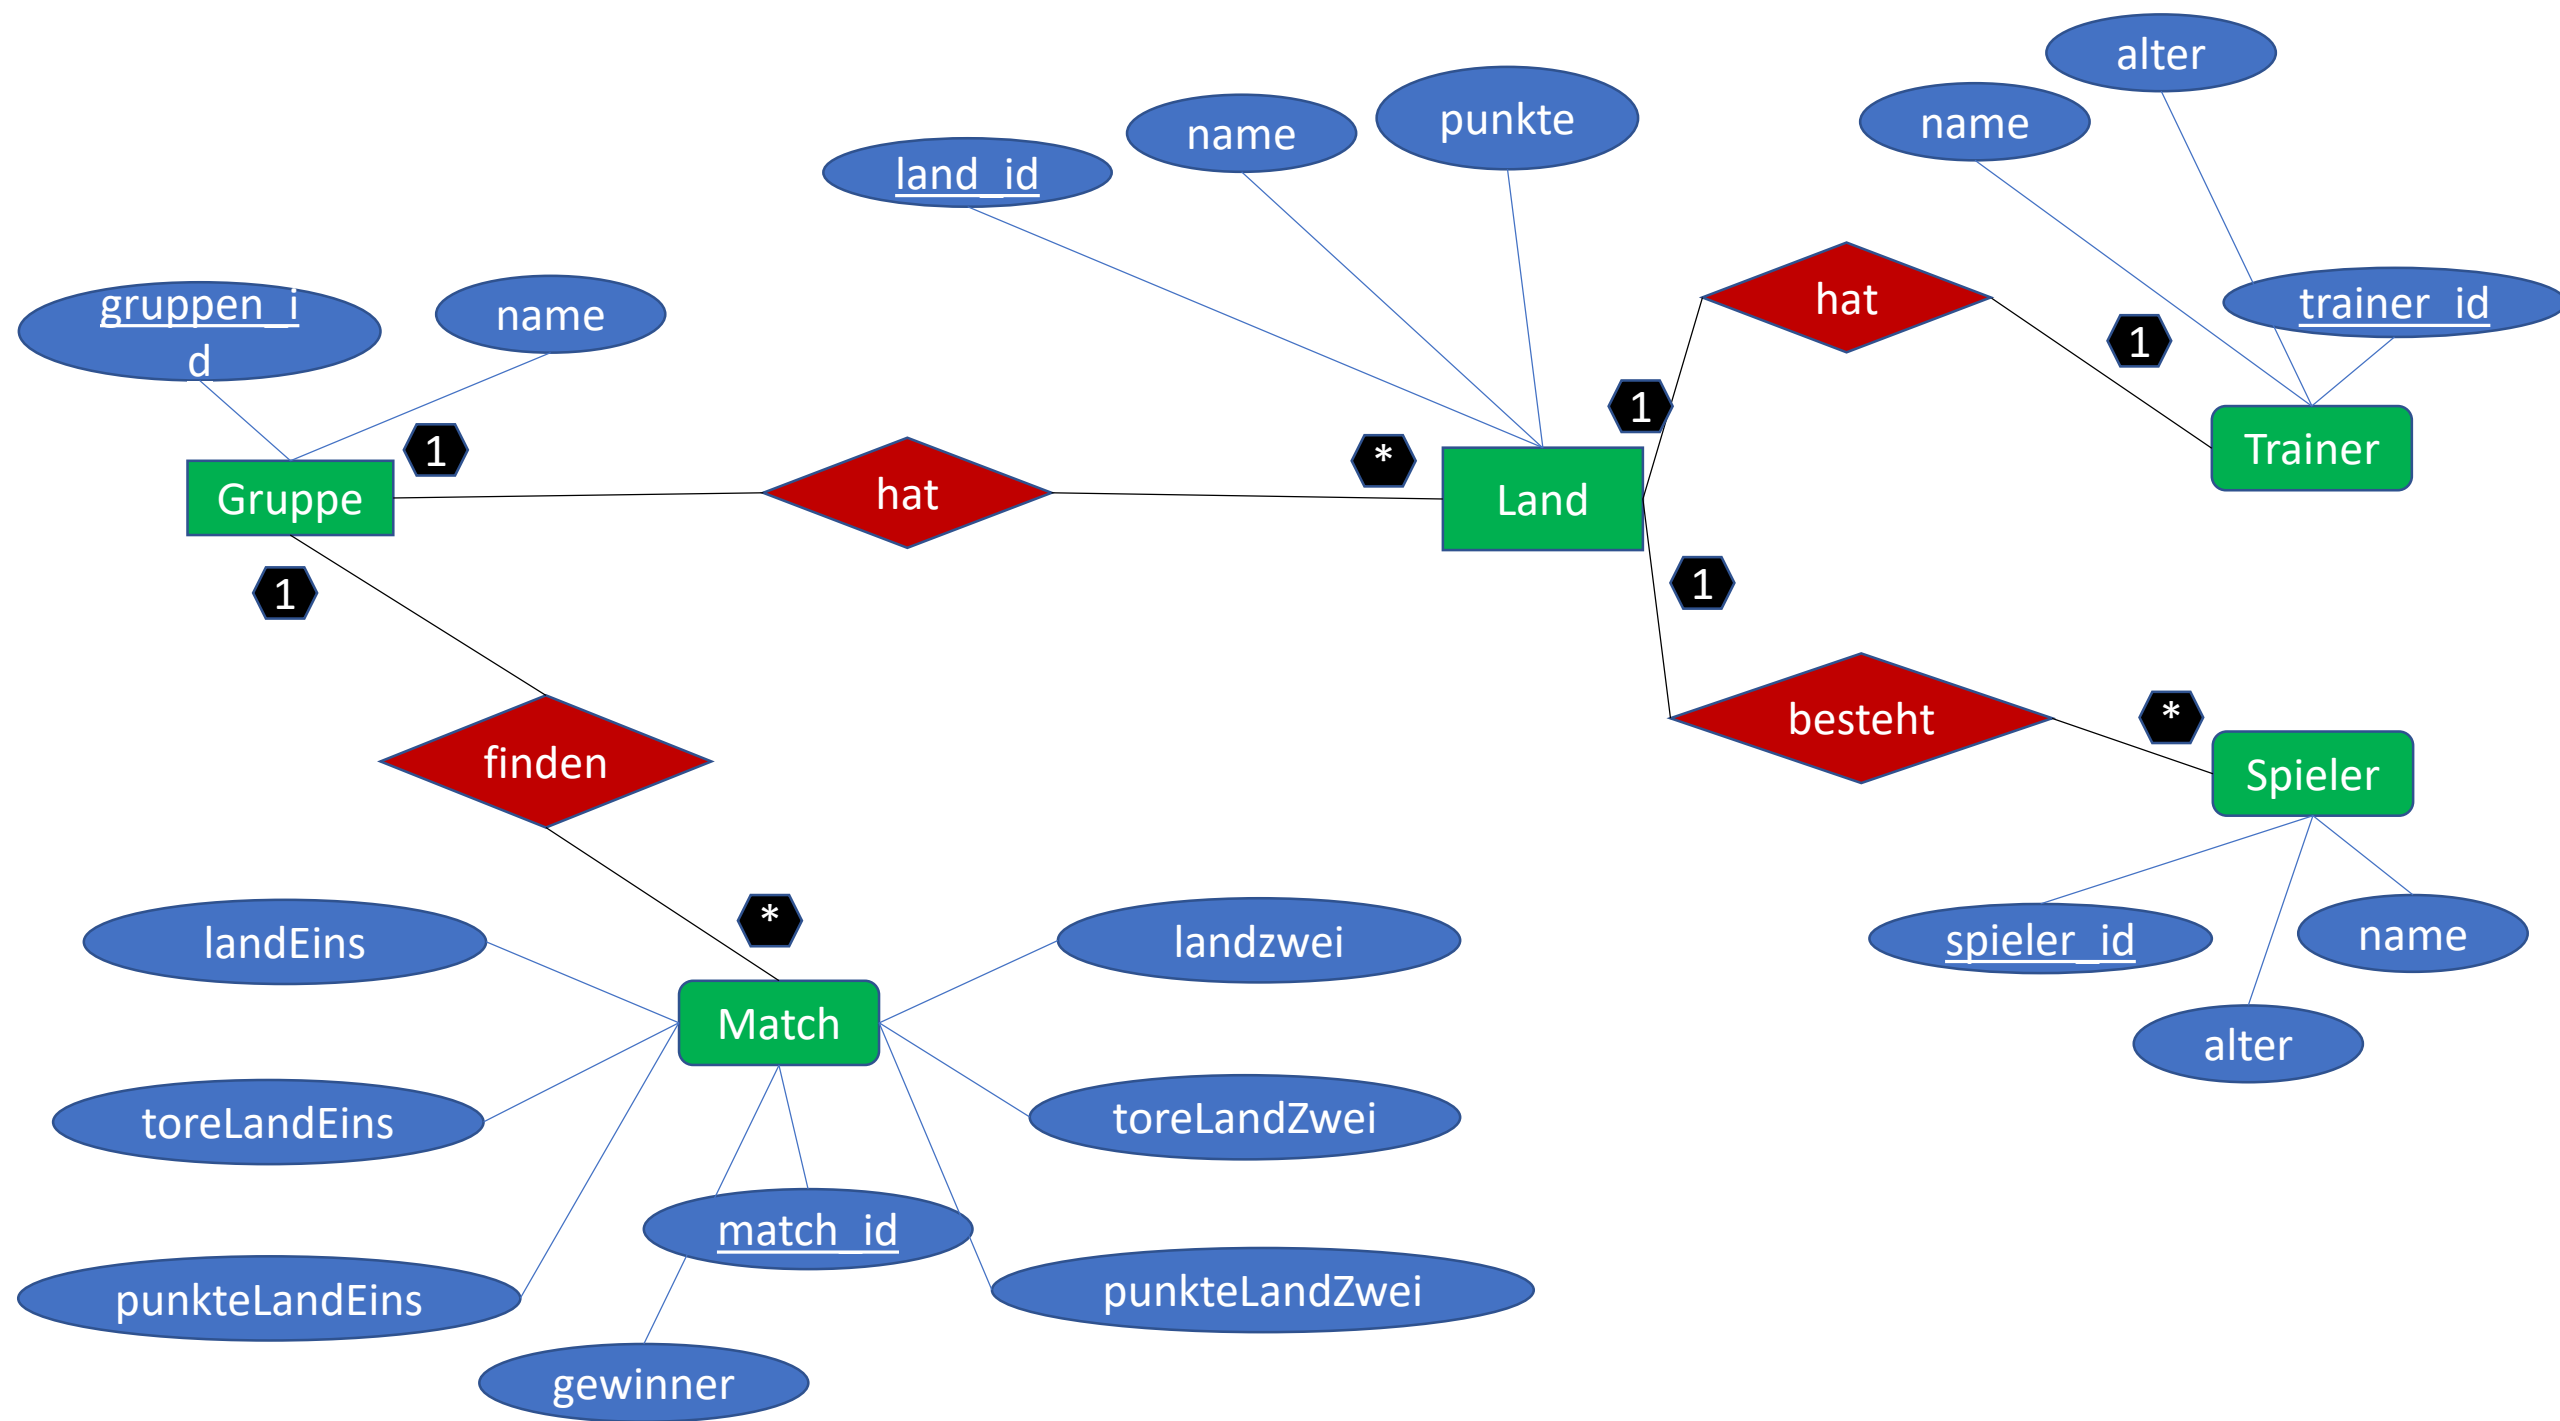 alter
name
punkte
name
land_id
hat
trainer_id
gruppen_i
d
name
1
1
1
*
Trainer
Gruppe
hat
Land
1
1
besteht
*
finden
Spieler
*
landEins
landzwei
spieler_id
name
Match
alter
toreLandEins
toreLandZwei
match_id
punkteLandEins
punkteLandZwei
gewinner